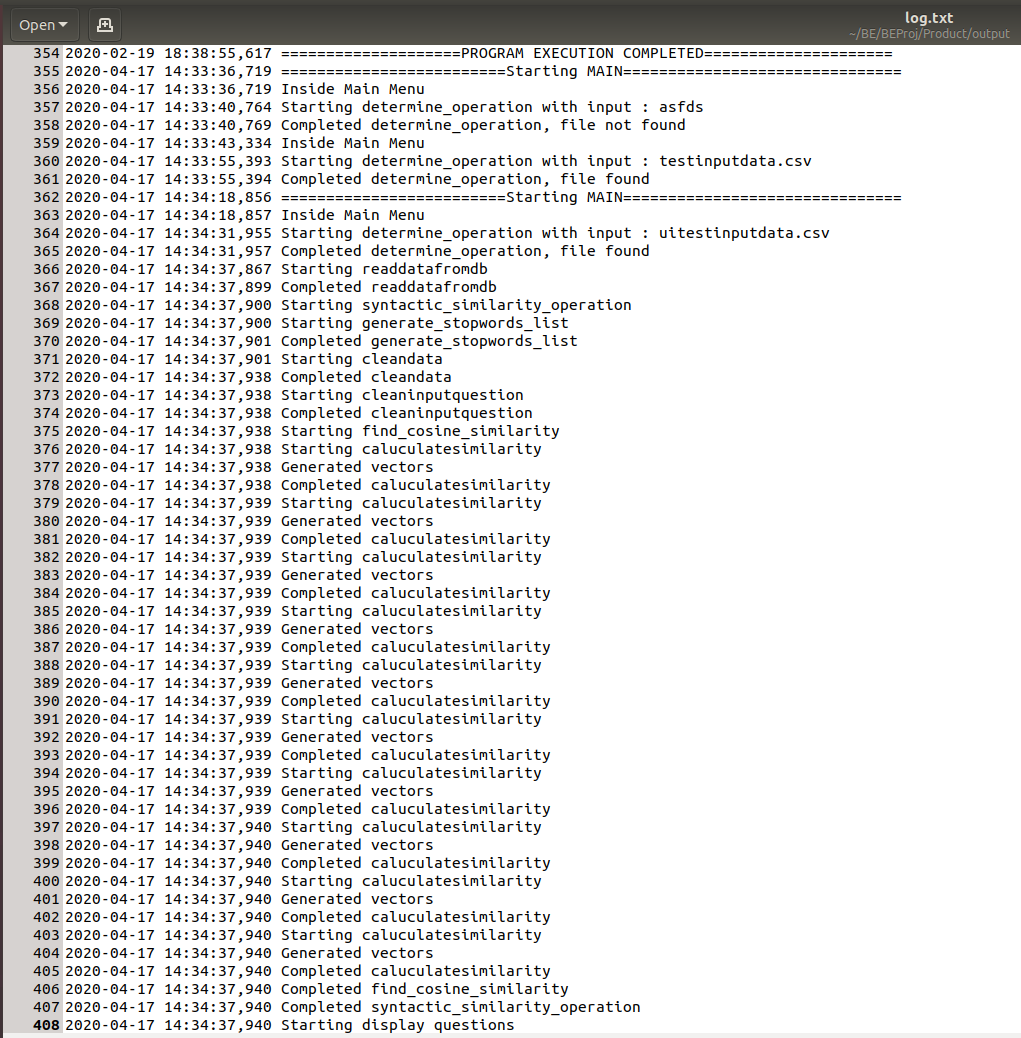 Open
log.txt
~/BE/BEProj/Product/output
354 2020-02-19 18:38:55,617 ====================PROGRAM EXECUTION COMPLETED=====================
355 2020-04-17 14:33:36,719 =========================Starting MAIN===============================
356 2020-04-17 14:33:36,719 Inside Main Menu
357 2020-04-17 14:33:40,764 Starting determine_operation with input : asfds
358 2020-04-17 14:33:40,769 Completed determine_operation, file not found
359 2020-04-17 14:33:43,334 Inside Main Menu
360 2020-04-17 14:33:55,393 Starting determine_operation with input : testinputdata.csv
361 2020-04-17 14:33:55,394 Completed determine_operation, file found
362 2020-04-17 14:34:18,856 =========================Starting MAIN===============================
363 2020-04-17 14:34:18,857 Inside Main Menu
364 2020-04-17 14:34:31,955 Starting determine_operation with input : uitestinputdata.csv
365 2020-04-17 14:34:31,957 Completed determine_operation, file found
366 2020-04-17 14:34:37,867 Starting readdatafromdb
367 2020-04-17 14:34:37,899 Completed readdatafromdb
368 2020-04-17 14:34:37,900 Starting syntactic_similarity_operation
369 2020-04-17 14:34:37,900 Starting generate_stopwords_list
370 2020-04-17 14:34:37,901 Completed generate_stopwords_list
371 2020-04-17 14:34:37,901 Starting cleandata
372 2020-04-17 14:34:37,938 Completed cleandata
373 2020-04-17 14:34:37,938 Starting cleaninputquestion
374 2020-04-17 14:34:37,938 Completed cleaninputquestion
375 2020-04-17 14:34:37,938 Starting find_cosine_similarity
376 2020-04-17 14:34:37,938 Starting caluculatesimilarity
377 2020-04-17 14:34:37,938 Generated vectors
378 2020-04-17 14:34:37,938 Completed caluculatesimilarity
379 2020-04-17 14:34:37,939 Starting caluculatesimilarity
380 2020-04-17 14:34:37,939 Generated vectors
381 2020-04-17 14:34:37,939 Completed caluculatesimilarity
382 2020-04-17 14:34:37,939 Starting caluculatesimilarity
383 2020-04-17 14:34:37,939 Generated vectors
384 2020-04-17 14:34:37,939 Completed caluculatesimilarity
385 2020-04-17 14:34:37,939 Starting caluculatesimilarity
386 2020-04-17 14:34:37,939 Generated vectors
387 2020-04-17 14:34:37,939 Completed caluculatesimilarity
388 2020-04-17 14:34:37,939 Starting caluculatesimilarity
389 2020-04-17 14:34:37,939 Generated vectors
390 2020-04-17 14:34:37,939 Completed caluculatesimilarity
391 2020-04-17 14:34:37,939 Starting caluculatesimilarity
392 2020-04-17 14:34:37,939 Generated vectors
393 2020-04-17 14:34:37,939 Completed caluculatesimilarity
394 2020-04-17 14:34:37,939 Starting caluculatesimilarity
395 2020-04-17 14:34:37,939 Generated vectors
396 2020-04-17 14:34:37,939 Completed caluculatesimilarity
397 2020-04-17 14:34:37,940 Starting caluculatesimilarity
398 2020-04-17 14:34:37,940 Generated vectors
399 2020-04-17 14:34:37,940 Completed caluculatesimilarity
400 2020-04-17 14:34:37,940 Starting caluculatesimilarity
401 2020-04-17 14:34:37,940 Generated vectors
402 2020-04-17 14:34:37,940 Completed caluculatesimilarity
403 2020-04-17 14:34:37,940 Starting caluculatesimilarity
404 2020-04-17 14:34:37,940 Generated vectors
405 2020-04-17 14:34:37,940 Completed caluculatesimilarity
406 2020-04-17 14:34:37,940 Completed find_cosine_similarity
407 2020-04-17 14:34:37,940 Completed syntactic_similarity_operation
408 2020-04-17 14:34:37,940 Starting display questions